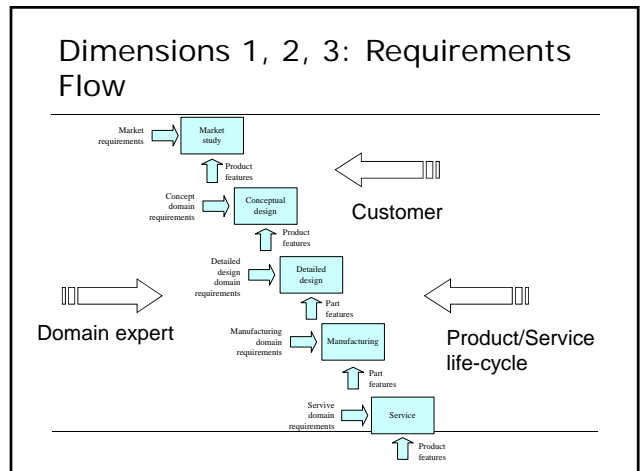 Dimensions 1, 2, 3: Requirements
Flow
Market
requirements
Market
study
Product
features
Customer
Concept
domain
requirements
Conceptual
design
Product
features
Detailed
design
domain
requirements
Detailed
design
Part
features
Domain expert
Product/Service
life-cycle
Manufacturing
domain
requirements
Manufacturing
Part
features
Servive
domain
requirements
Service
Product
features